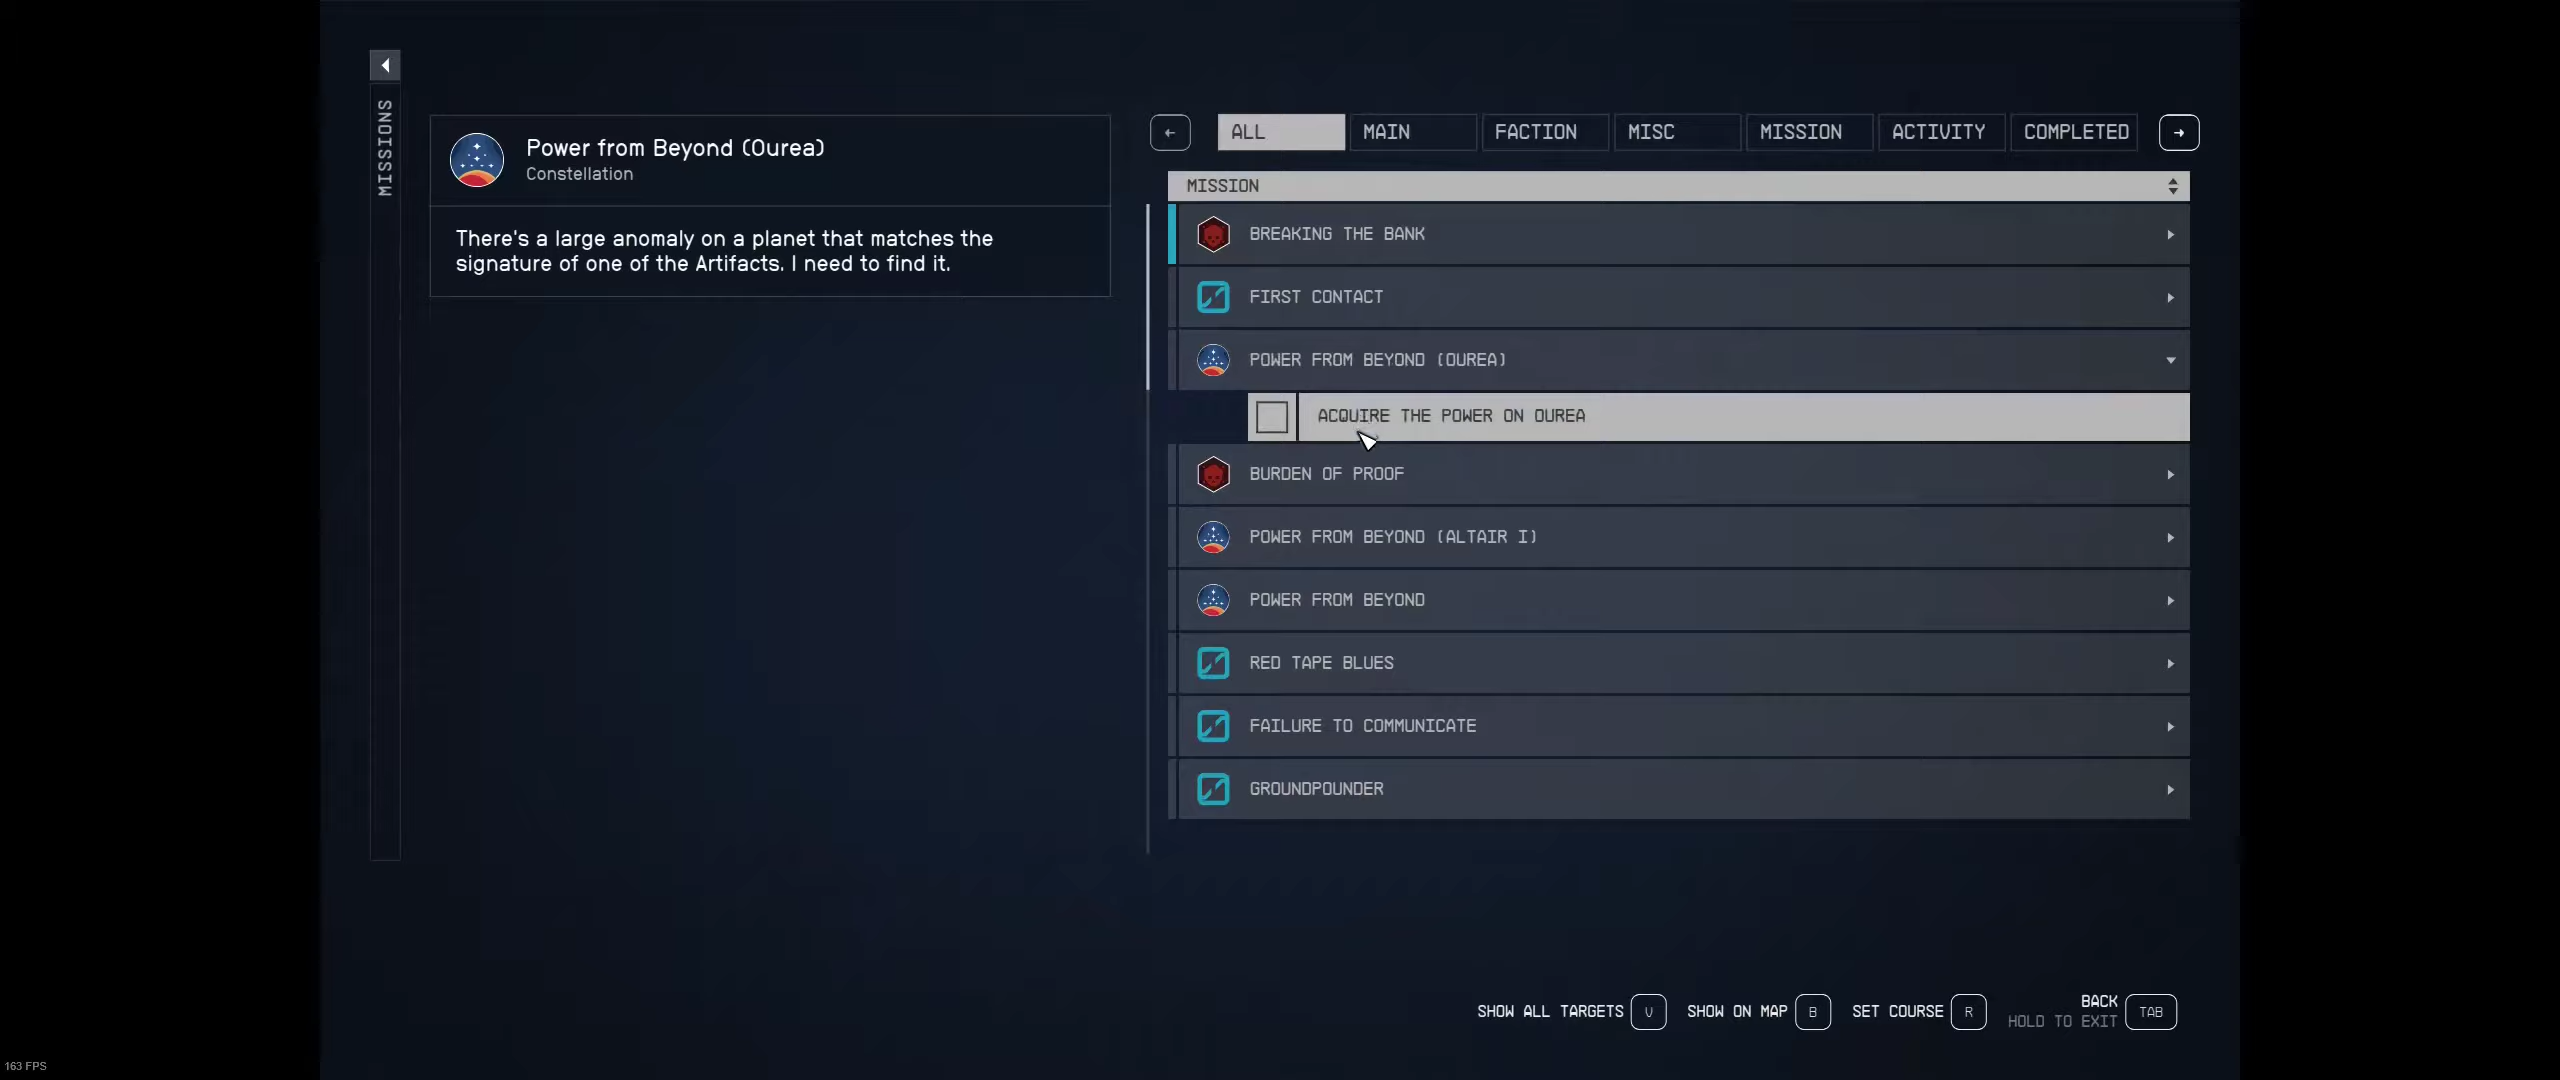 MISSIONS
Power from Beyond (Ourea)
Constellation
There's a large anomaly on a planet that matches the
signature of one of the Artifacts. I need to find it.
ALL MAIN FACTION MISC MISSION ACTIVITY COMPLETED
MISSION
BREAKING THE BANK
FIRST CONTACT
POWER FROM BEYOND (OUREA)
ACQUIRE THE POWER ON OUREA
BURDEN OF PROOF
POWER FROM BEYOND (ALTAIR I)
POWER FROM BEYOND
RED TAPE BLUES
FAILURE TO COMMUNICATE
GROUNDPOUNDER
SHOW ALL TARGETS V SHOW ON MAP B SET COURSE R BACK TAB
HOLD TO EXIT
163 FPS